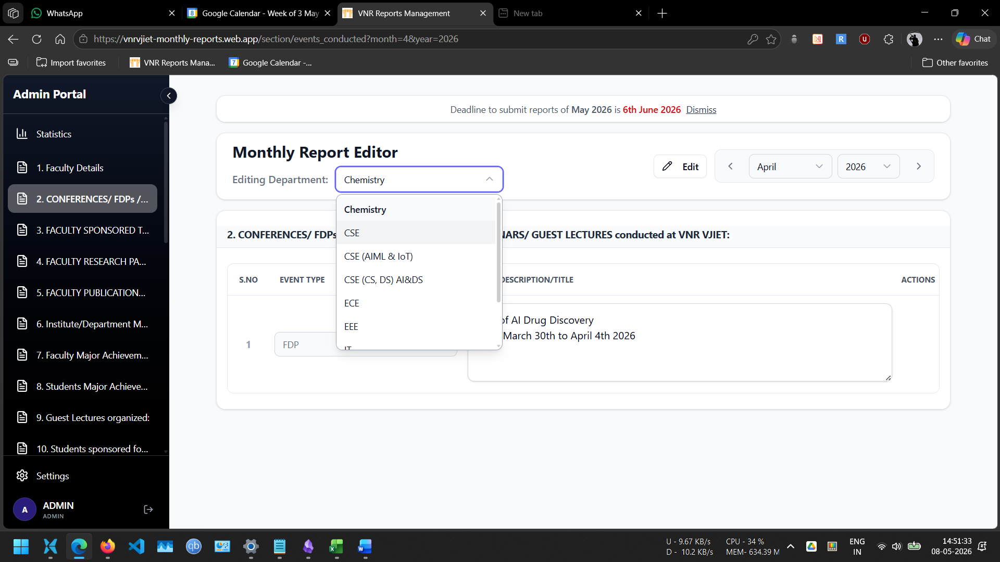 WhatsApp
Google Calendar - Week of 3 May
VNR Reports Management
New tab
https://vnrvjiet-monthly-reports.web.app/section/events_conducted?month=4&year=2026
Chat
Import favorites
VNR Reports Mana...
Google Calendar -...
Other favorites
Admin Portal
Statistics
1. Faculty Details
2. CONFERENCES/ FDPs /...
3. FACULTY SPONSORED T...
4. FACULTY RESEARCH PA...
5. FACULTY PUBLICATION...
6. Institute/Department M...
7. Faculty Major Achievem...
8. Students Major Achieve...
9. Guest Lectures organized:
10. Students sponsored fo...
Settings
A
ADMIN
ADMIN
Deadline to submit reports of May 2026 is 6th June 2026 Dismiss
Monthly Report Editor
Editing Department: Chemistry
Edit
April
2026
Chemistry
CSE
CSE (AIML & IoT)
CSE (CS, DS) AI&DS
ECE
EEE
IT
2. CONFERENCES/ FDPs
NARS/ GUEST LECTURES conducted at VNR VJIET:
S.NO
EVENT TYPE
DESCRIPTION/TITLE
ACTIONS
1
FDP
of AI Drug Discovery
March 30th to April 4th 2026
U - 9.67 KB/s
D - 10.2 KB/s
CPU - 34 %
MEM- 634.39 M
ENG
IN
14:51:33
08-05-2026